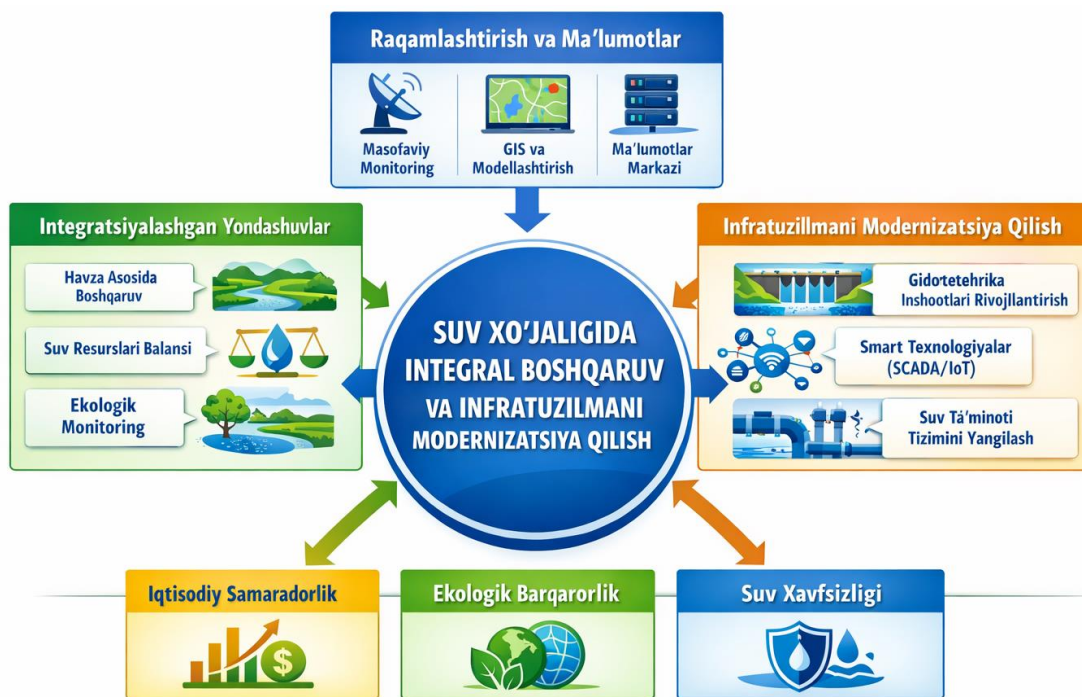 Raqamlashtirish va Ma'lumotlar
Masofaviy
Monitoring
GIS va
Modellashtirish
Ma'lumotlar
Markazi
Integratsiyalashgan Yondashuvlar
Havza Asosida
Boshqaruv
Suv Resurslari Balansi
Ekologik
Monitoring
SUV XO'JALIGIDA
INTEGRAL BOSHQARUV
VA INFRATUZILMANI
MODERNIZATSIYA QILISH
Infratuzillmani Modernizatsiya Qilish
Gidotetehrika
Inshootlari Rivojllantirish
Smart Texnologiyalar
(SCADA/IoT)
Suv Tá'minoti
Tizimini Yangilash
Iqtisodiy Samaradorlik
$
Ekologik Barqarorlik
Suv Xavfsizligi